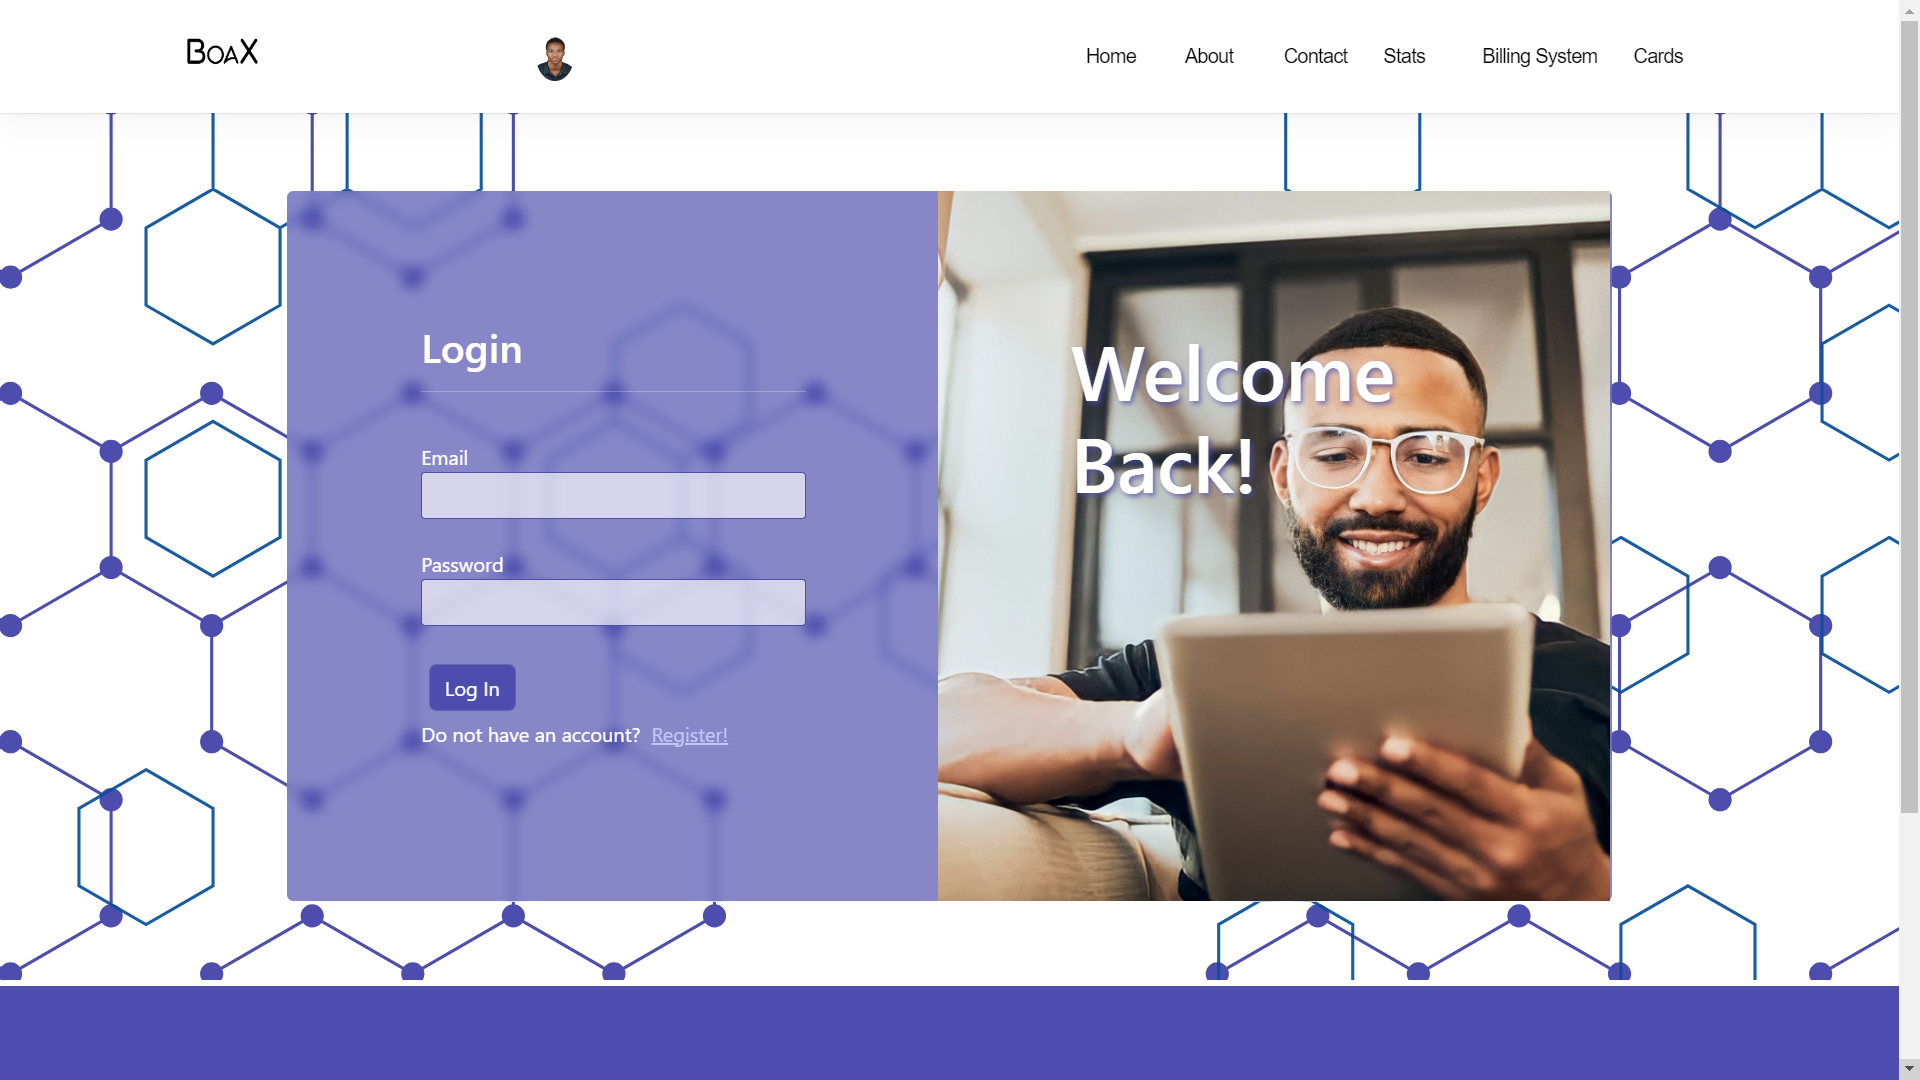 BOAX
Home About Contact Stats Billing System Cards
Login
Email
Password
Log In
Do not have an account? Register!
Welcome
Back!